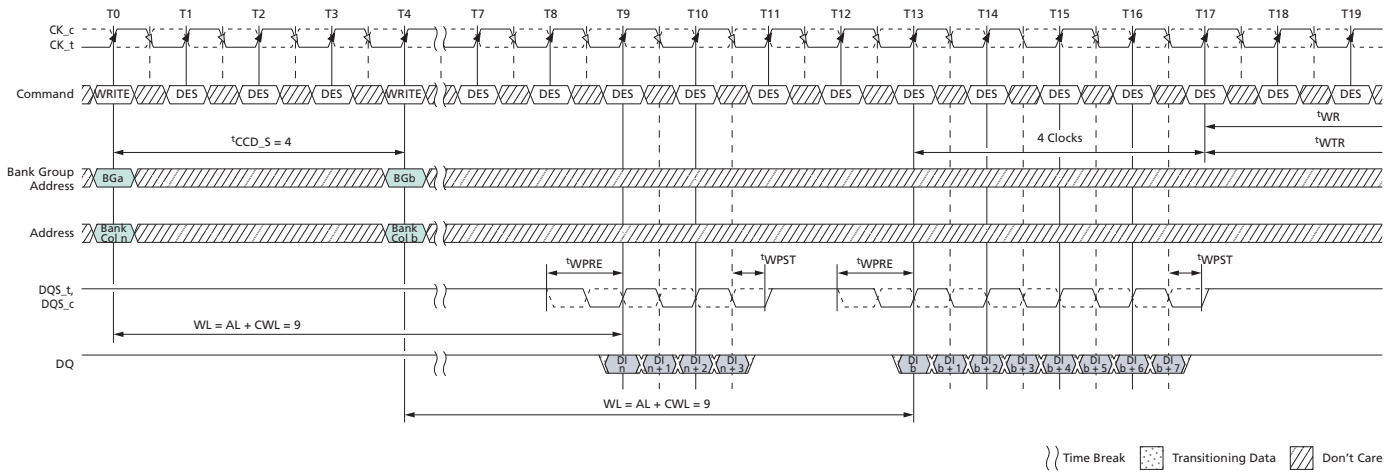 T0 T1 T2 T3 T4 T7 T8 T9 T10 T11 T12 T13 T14 T15 T16 T17 T18 T19
CK_c
CK_t
Command WRITE DES DES DES WRITE DES DES DES DES DES DES DES DES DES DES DES DES DES
tWR
tCCD_S = 4 4 Clocks
tWTR
Bank Group
Address BGa BGb
Address Bank
Col n Bank
Col b
tWPRE tWPST tWPRE tWPST
DQS_t,
DQS_c
WL = AL + CWL = 9
DQ DI
n DI
n + 1 DI
n + 2 DI
n + 3 DI
b DI
b + 1 DI
b + 2 DI
b + 3 DI
b + 4 DI
b + 5 DI
b + 6 DI
b + 7
WL = AL + CWL = 9
Time Break Transitioning Data Don't Care